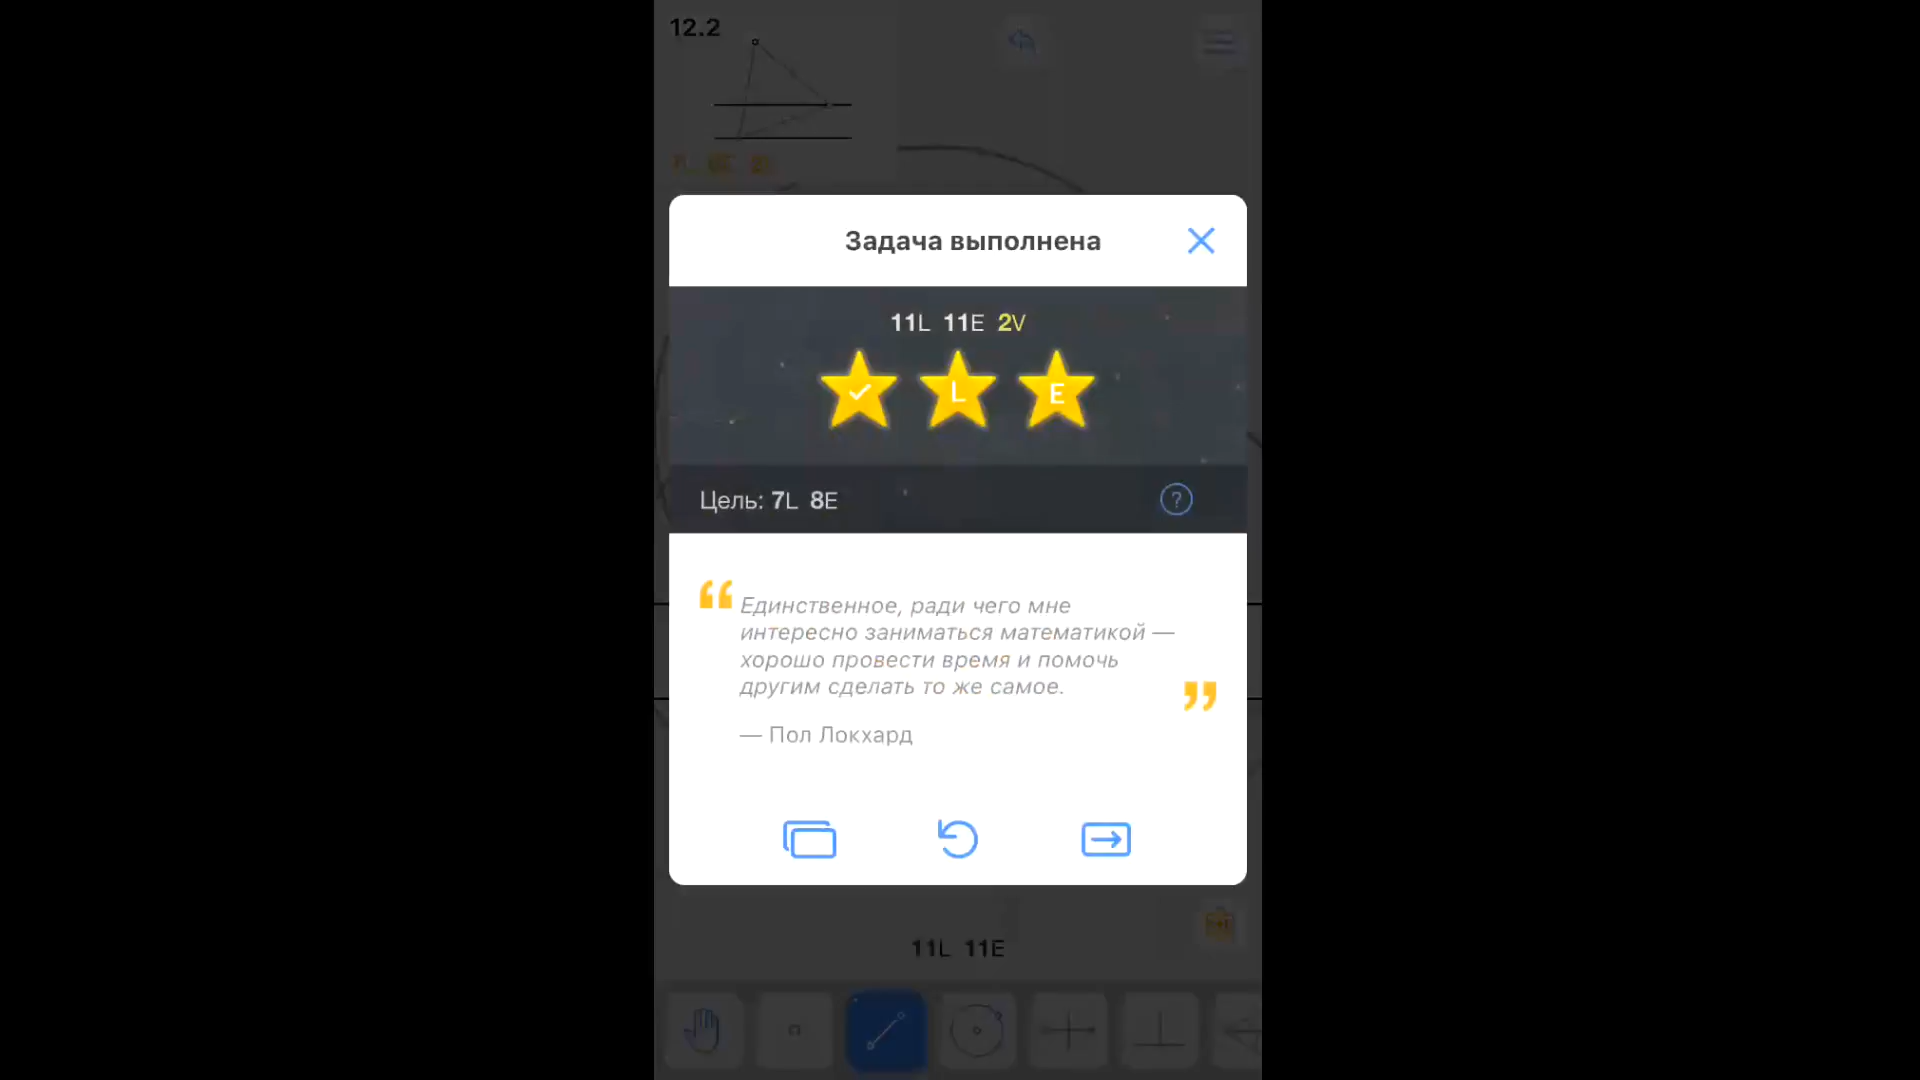 12.2
Задача выполнена
11L 11E 2V
L E
Цель: 7L 8E
?
“ Единственное, ради чего мне
интересно заниматься математикой —
хорошо провести время и помочь
другим сделать то же самое. ”
— Пол Локхард
11L 11E